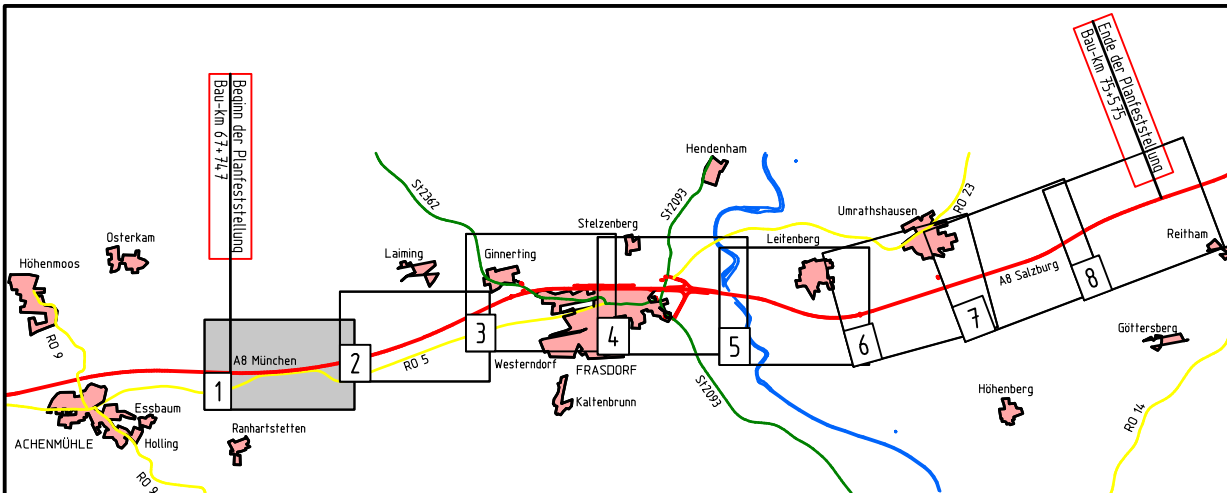 Beginn der Planfeststellung
Bau-km 67+747
Ende der Planfeststellung
Bau-km 75+575
Hendenham
St2362
St2093
RO 23
Umrathshausen
Stelzenberg
Leitenberg
Osterkam
Höhenmoos
Laiming
Ginnerting
Reitham
A8 Salzburg
8
7
3
4
5
6
RO 9
A8 München
2
1
RO 5
Westerndorf
FRASDORF
Göttersberg
St2093
Kaltenbrunn
Höhenberg
RO 14
Essbaum
ACHENMÜHLE
Holling
Ranhartstetten
RO 9